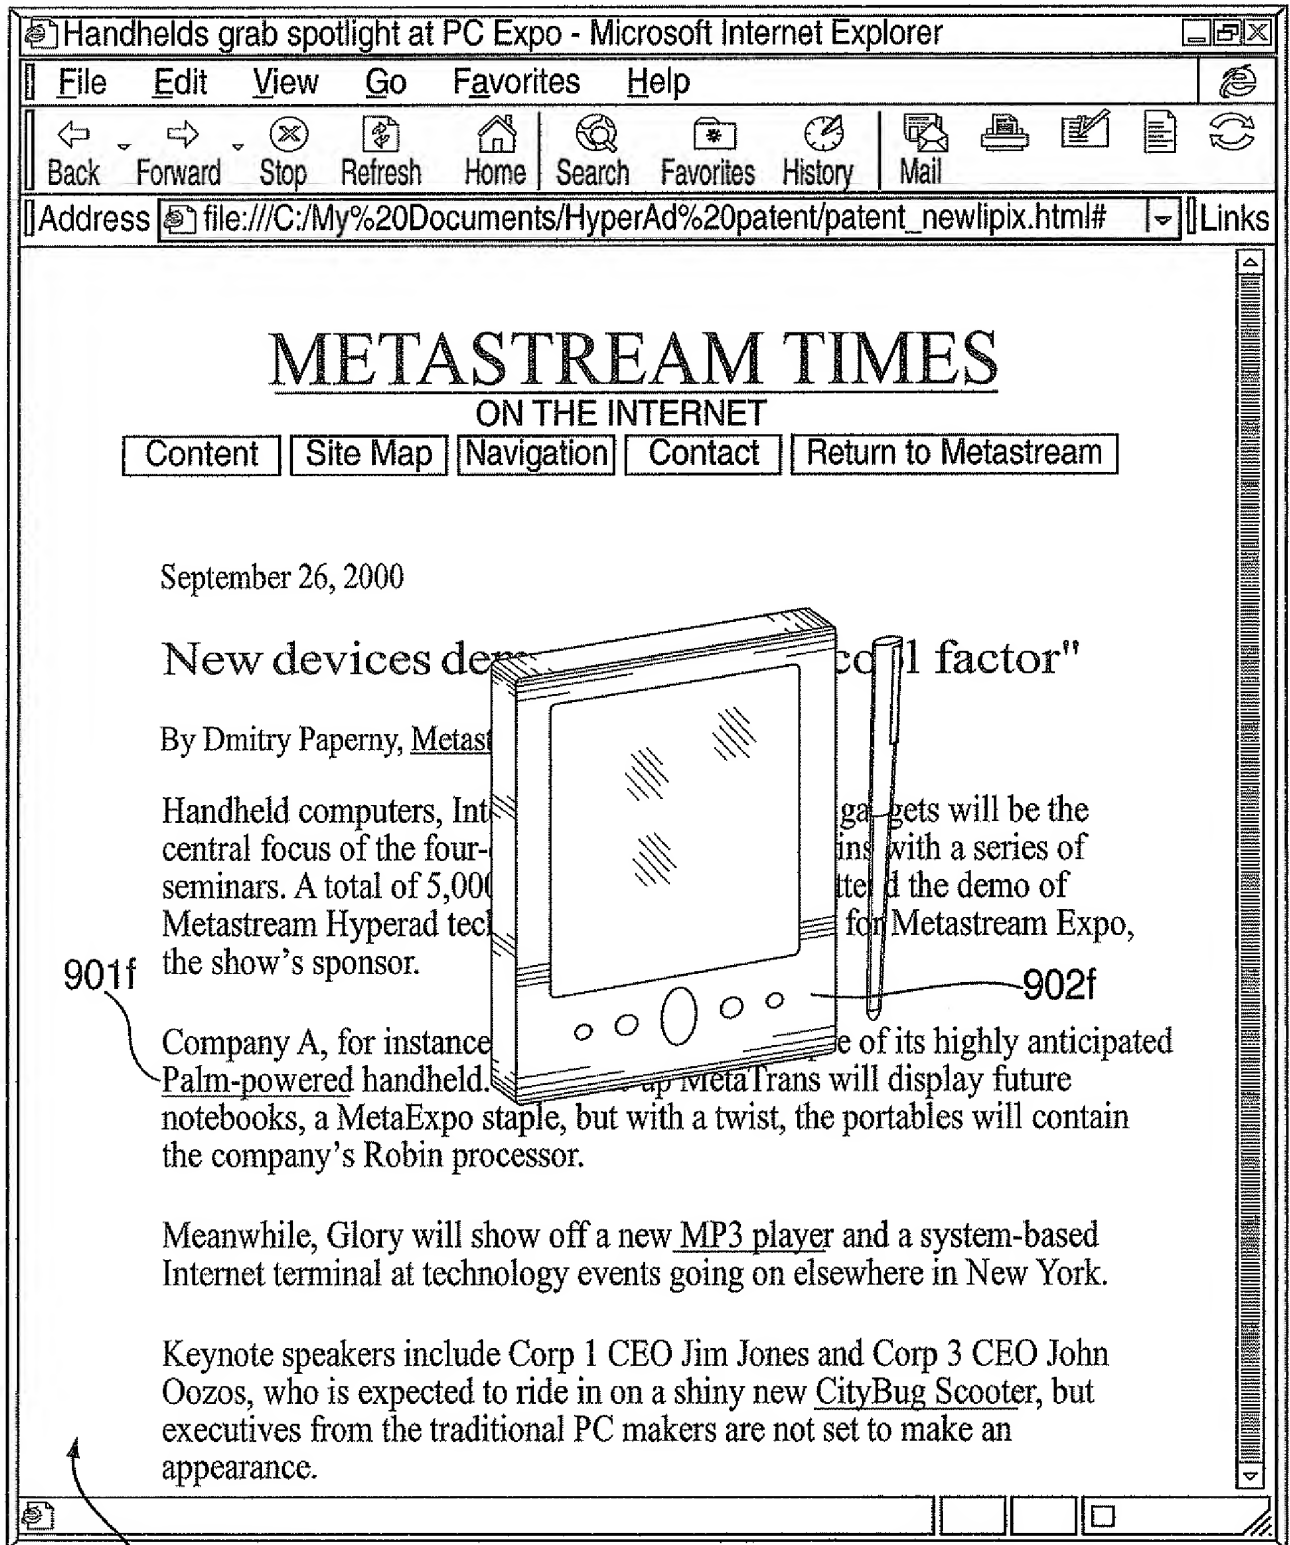 Handhelds grab spotlight at PC Expo - Microsoft Internet Explorer
File Edit View Go Favorites Help
Back Forward Stop Refresh Home Search Favorites History Mail
Address file:///C:/My%20Documents/HyperAd%20patent/patent_newlipix.html# Links
METASTREAM TIMES
ON THE INTERNET
Content Site Map Navigation Contact Return to Metastream
September 26, 2000
New devices factor"
By Dmitry Paperny,
Handheld computers, will be the
central focus of the with a series of
seminars. A total of the demo of
Metastream Hyperad for Metastream Expo,
the show's sponsor.
901f
902f
Company A, for instance of its highly anticipated
Palm-powered handheld. up MetaTrans will display future
notebooks, a MetaExpo staple, but with a twist, the portables will contain
the company's Robin processor.
Meanwhile, Glory will show off a new MP3 player and a system-based
Internet terminal at technology events going on elsewhere in New York.
Keynote speakers include Corp 1 CEO Jim Jones and Corp 3 CEO John
Oozos, who is expected to ride in on a shiny new CityBug Scooter, but
executives from the traditional PC makers are not set to make an
appearance.